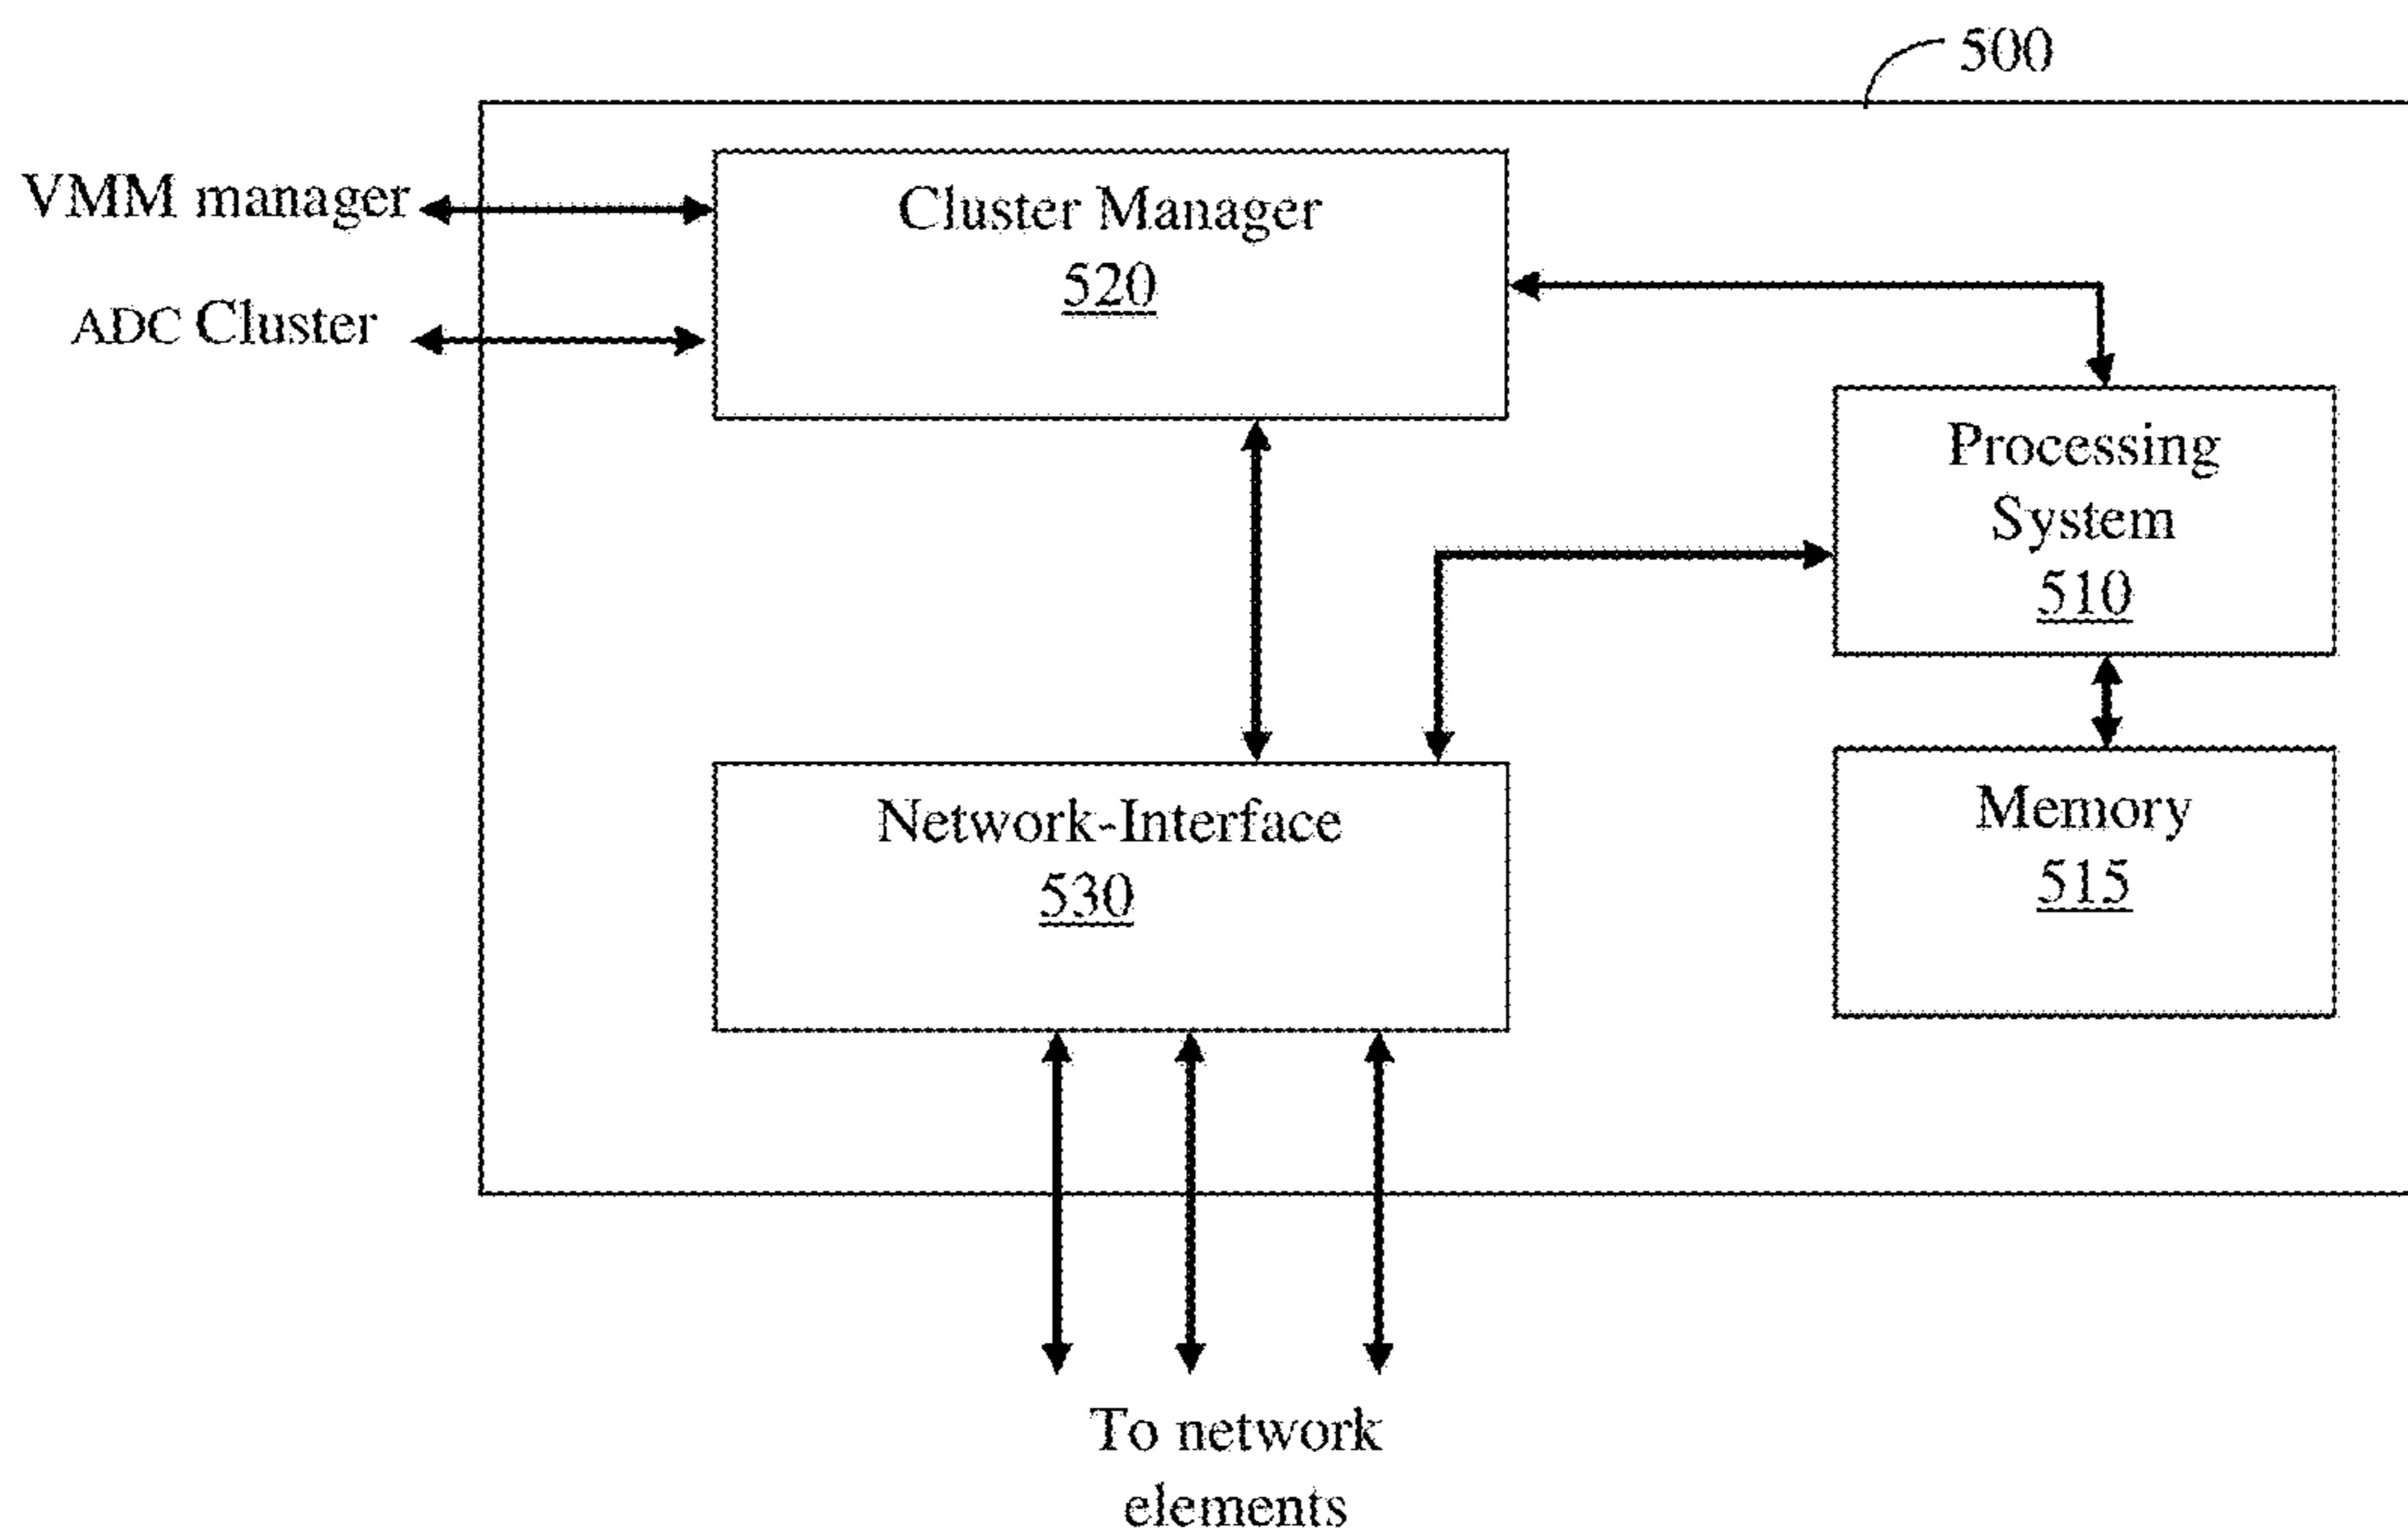 500
VMM manager
Cluster Manager
520
ADC Cluster
Processing
System
510
Network-Interface
530
Memory
515
To network
elements